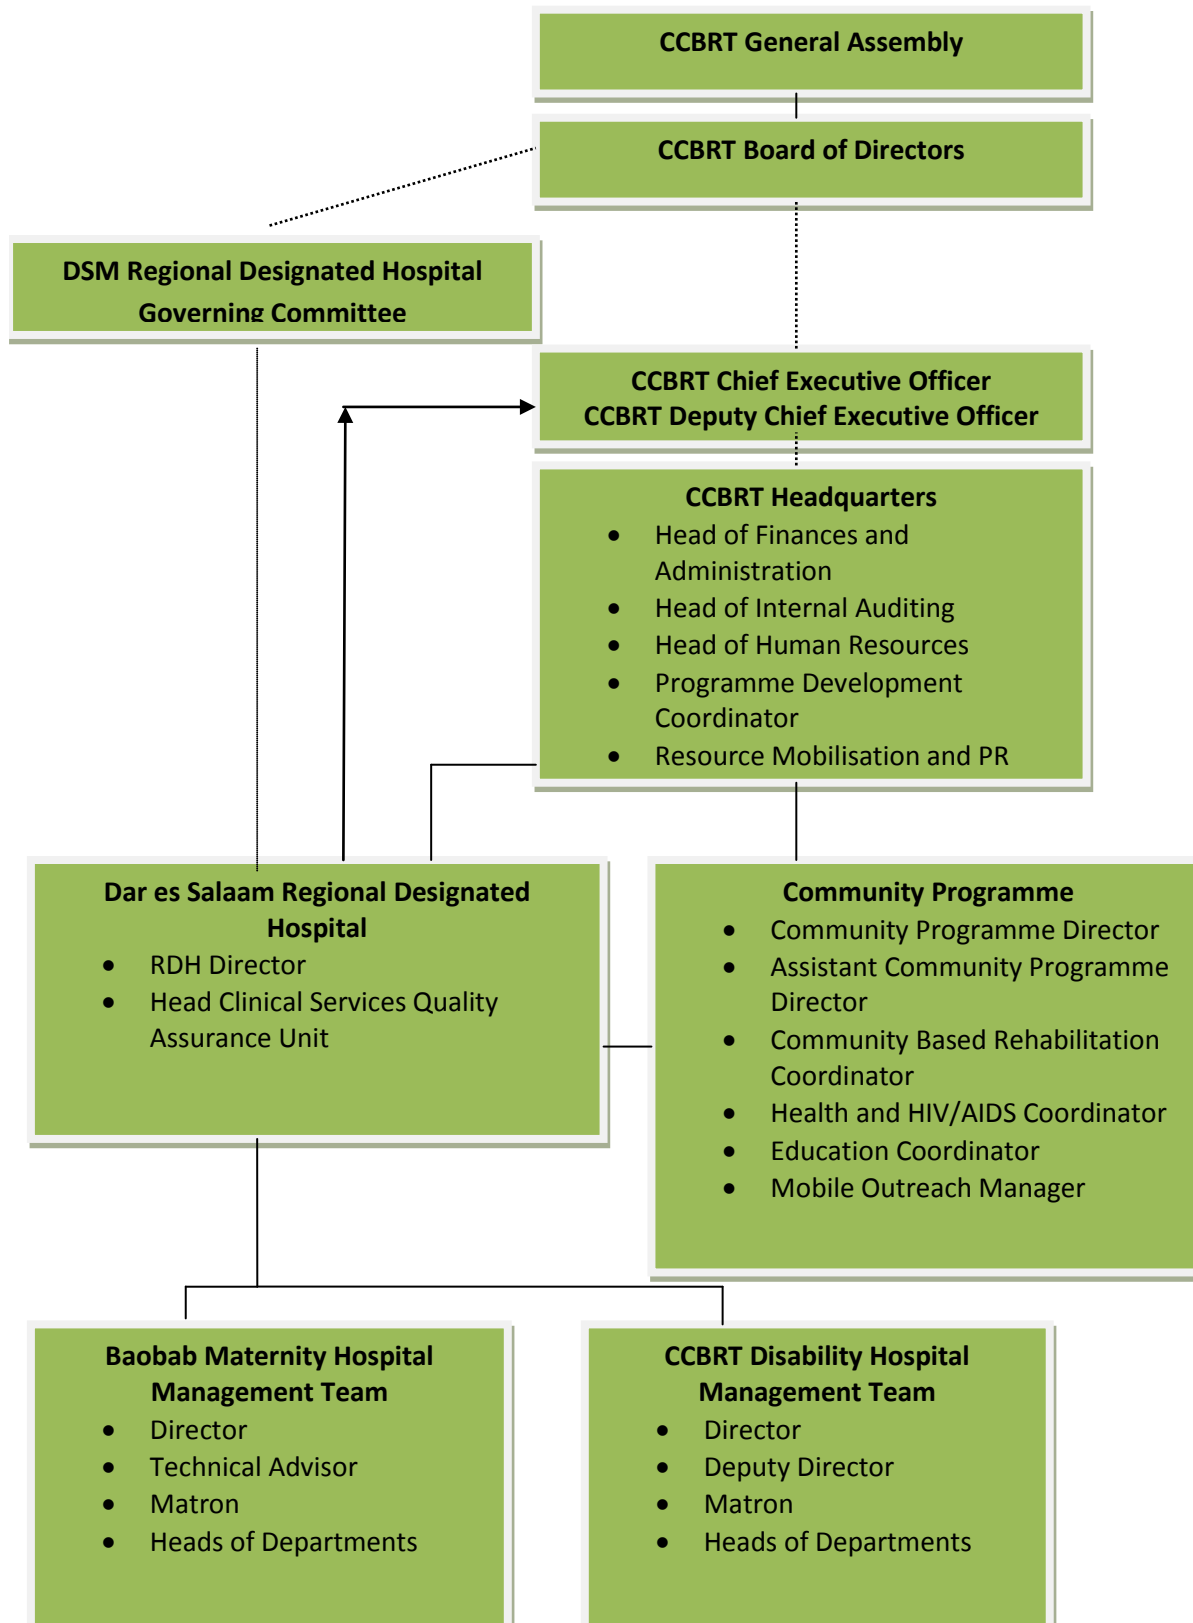 CCBRT General Assembly
CCBRT Board of Directors
DSM Regional Designated Hospital
Governing Committee
CCBRT Chief Executive Officer
CCBRT Deputy Chief Executive Officer
CCBRT Headquarters
• Head of Finances and
Administration
• Head of Internal Auditing
• Head of Human Resources
• Programme Development
Coordinator
• Resource Mobilisation and PR
Dar es Salaam Regional Designated
Hospital
• RDH Director
• Head Clinical Services Quality
Assurance Unit
Community Programme
• Community Programme Director
• Assistant Community Programme
Director
• Community Based Rehabilitation
Coordinator
• Health and HIV/AIDS Coordinator
• Education Coordinator
• Mobile Outreach Manager
Baobab Maternity Hospital
Management Team
• Director
• Technical Advisor
• Matron
• Heads of Departments
CCBRT Disability Hospital
Management Team
• Director
• Deputy Director
• Matron
• Heads of Departments